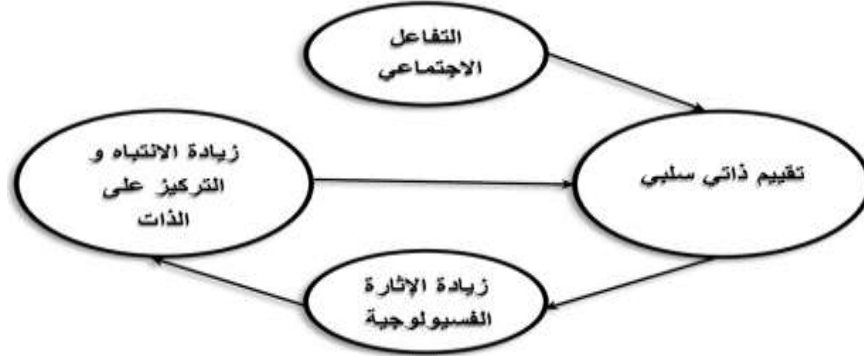 التفاعل
الاجتماعي
تقييم ذاتي سلبي
زيادة الانتباه و
التركيز على
الذات
زيادة الإثارة
الفسيولوجية